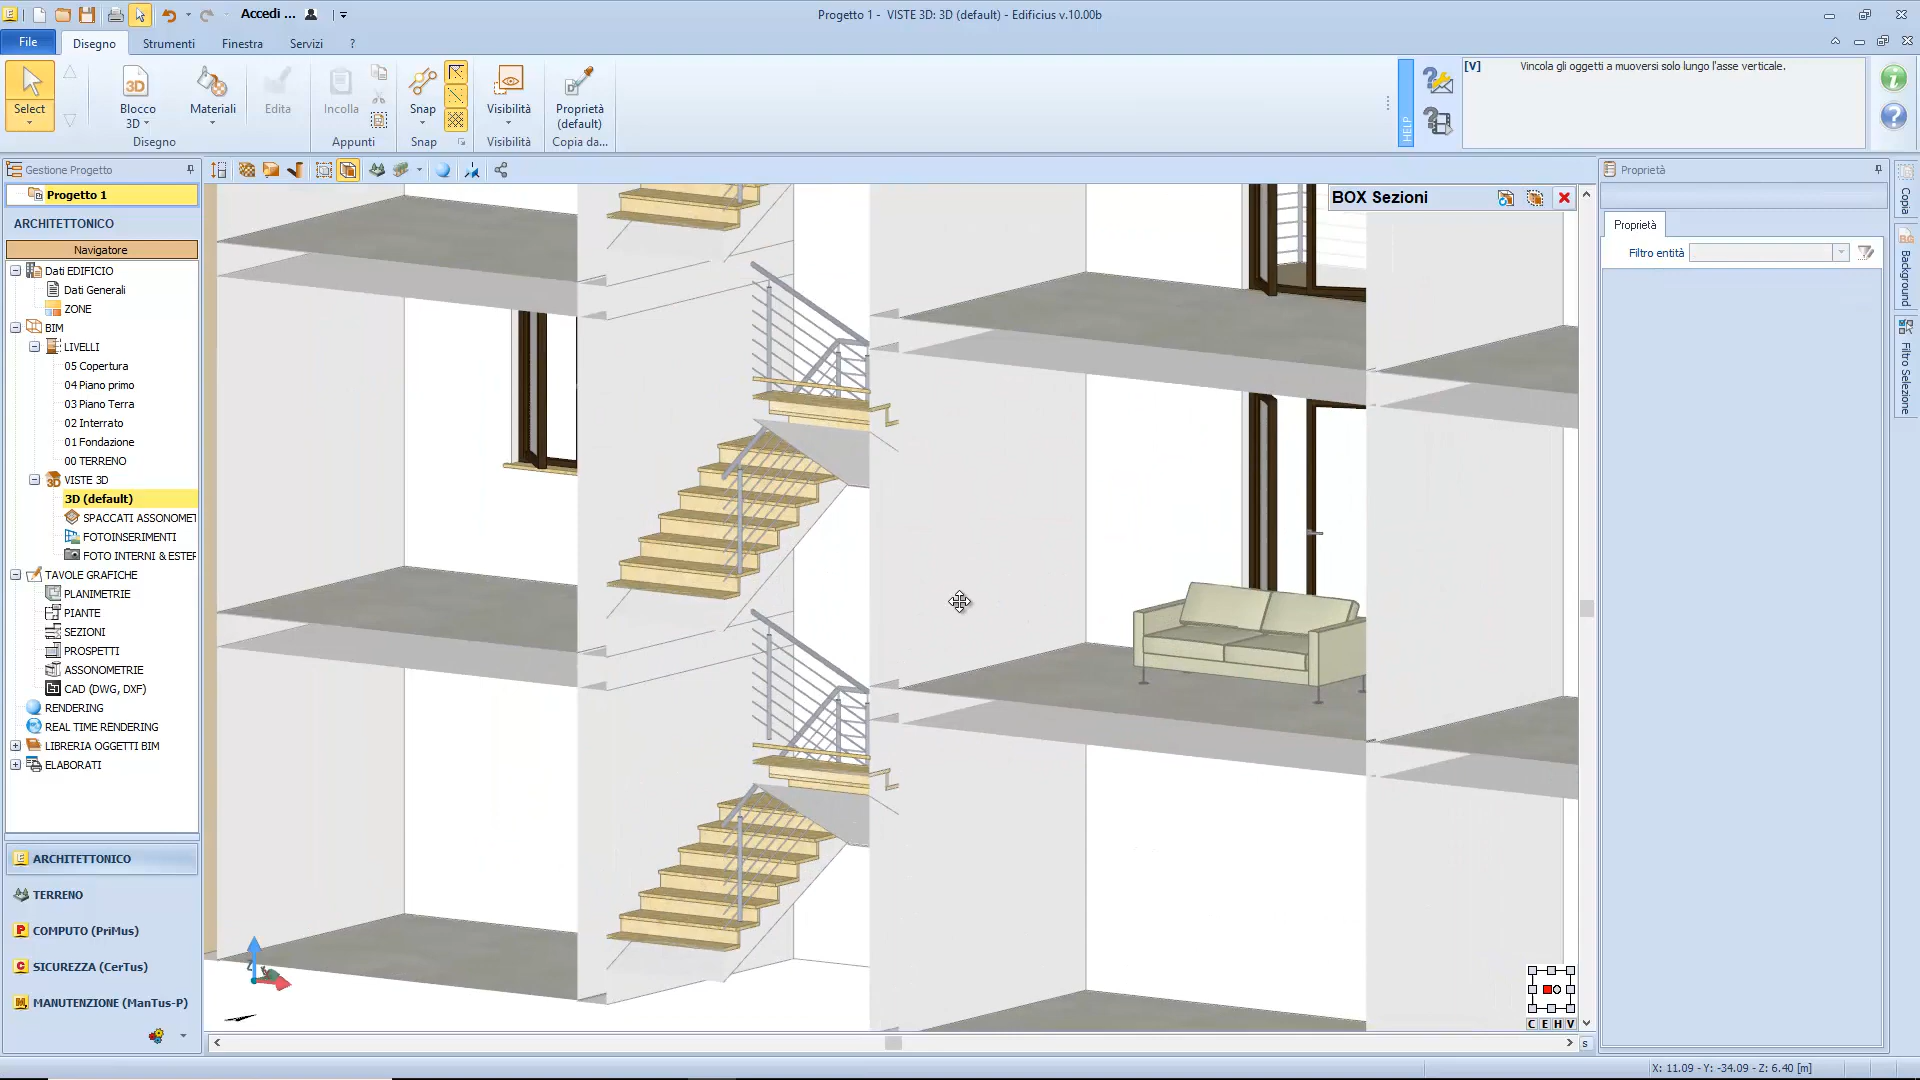 Accedi ...
Progetto 1 - VISTE 3D: 3D (default) - Edificius v.10.00b
File
Disegno
Strumenti
Finestra
Servizi
?
Select
Blocco
3D
Materiali
Edita
Incolla
Snap
Visibilità
Proprietà
(default)
Disegno
Appunti
Snap
Visibilità
Copia da...
HELP
[V]
Vincola gli oggetti a muoversi solo lungo l'asse verticale.
Gestione Progetto
Progetto 1
ARCHITETTONICO
Navigatore
Dati EDIFICIO
Dati Generali
ZONE
BIM
LIVELLI
05 Copertura
04 Piano primo
03 Piano Terra
02 Interrato
01 Fondazione
00 TERRENO
VISTE 3D
3D (default)
SPACCATI ASSONOMET
FOTOINSERIMENTI
FOTO INTERNI & ESTER
TAVOLE GRAFICHE
PLANIMETRIE
PIANTE
SEZIONI
PROSPETTI
ASSONOMETRIE
CAD (DWG, DXF)
RENDERING
REAL TIME RENDERING
LIBRERIA OGGETTI BIM
ELABORATI
ARCHITETTONICO
TERRENO
COMPUTO (PriMus)
SICUREZZA (CerTus)
MANUTENZIONE (ManTus-P)
BOX Sezioni
Z
C E H V
S
Proprietà
Proprietà
Filtro entità
Copia
Background
Filtro Selezione
X: 11.09 - Y: -34.09 - Z: 6.40 [m]